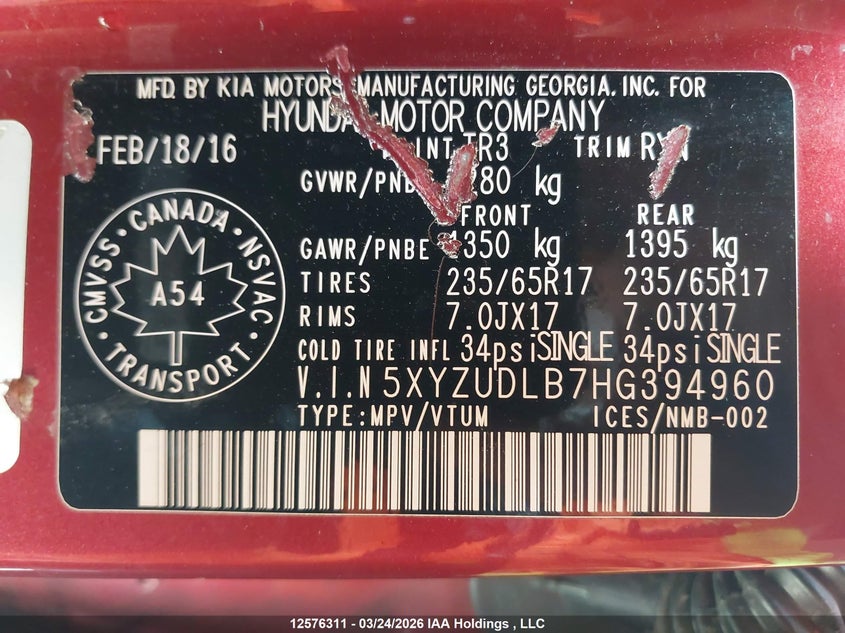 MFD. BY KIA MOTORS MANUFACTURING GEORGIA, INC. FOR
HYUNDAI MOTOR COMPANY
FEB/18/16 TR3 TRIM
GVWR/PNBV kg
FRONT REAR
GAWR/PNBE 1350 kg 1395 kg
TIRES 235/65R17 235/65R17
RIMS 7.0JX17 7.0JX17
COLD TIRE INFL 34psi SINGLE 34psi SINGLE
V.I.N 5XYZUDLB7HG394960
TYPE:MPV/VTUM ICES/NMB-002
CMVSS · CANADA · NSVAC · TRANSPORT ·
A54
12576311 - 03/24/2026 IAA Holdings , LLC